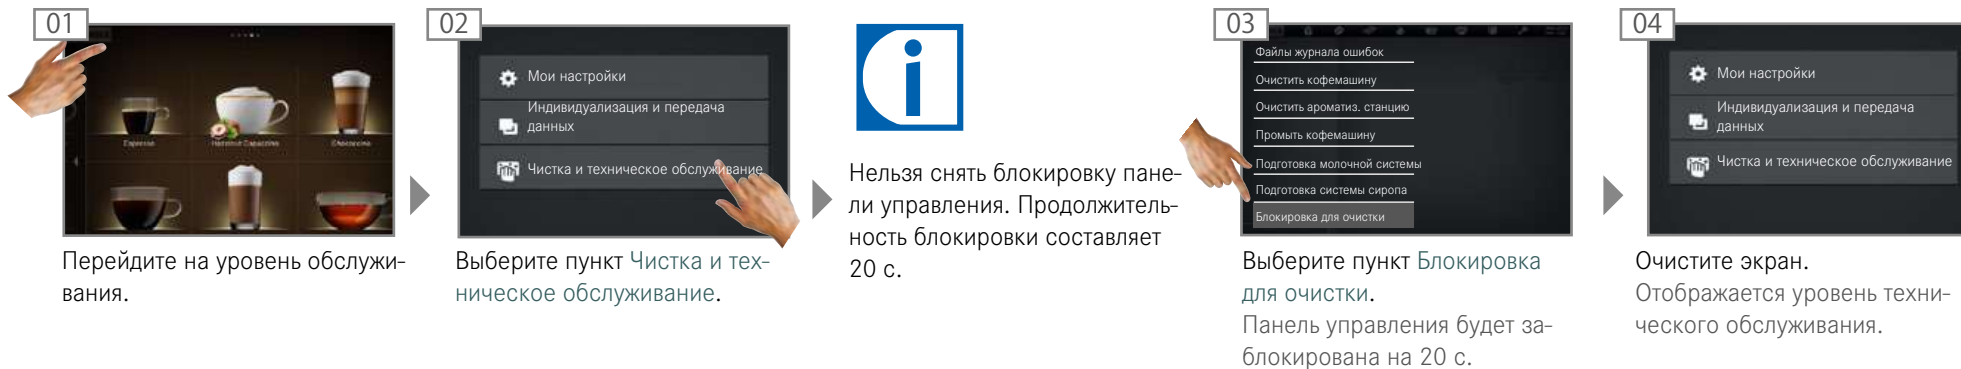 01
Espresso
Hazelnut Cappuccino
Chociatto
Перейдите на уровень обслужи-
вания.
02
Мои настройки
Индивидуализация и передача
данных
Чистка и техническое обслуживание
Выберите пункт Чистка и тех-
ническое обслуживание.
i
Нельзя снять блокировку пане-
ли управления. Продолжитель-
ность блокировки составляет
20 с.
03
Файлы журнала ошибок
Очистить кофемашину
Очистить ароматиз. станцию
Промыть кофемашину
Подготовка молочной системы
Подготовка системы сиропа
Блокировка для очистки
Выберите пункт Блокировка
для очистки.
Панель управления будет за-
блокирована на 20 с.
04
Мои настройки
Индивидуализация и передача
данных
Чистка и техническое обслуживание
Очистите экран.
Отображается уровень техни-
ческого обслуживания.